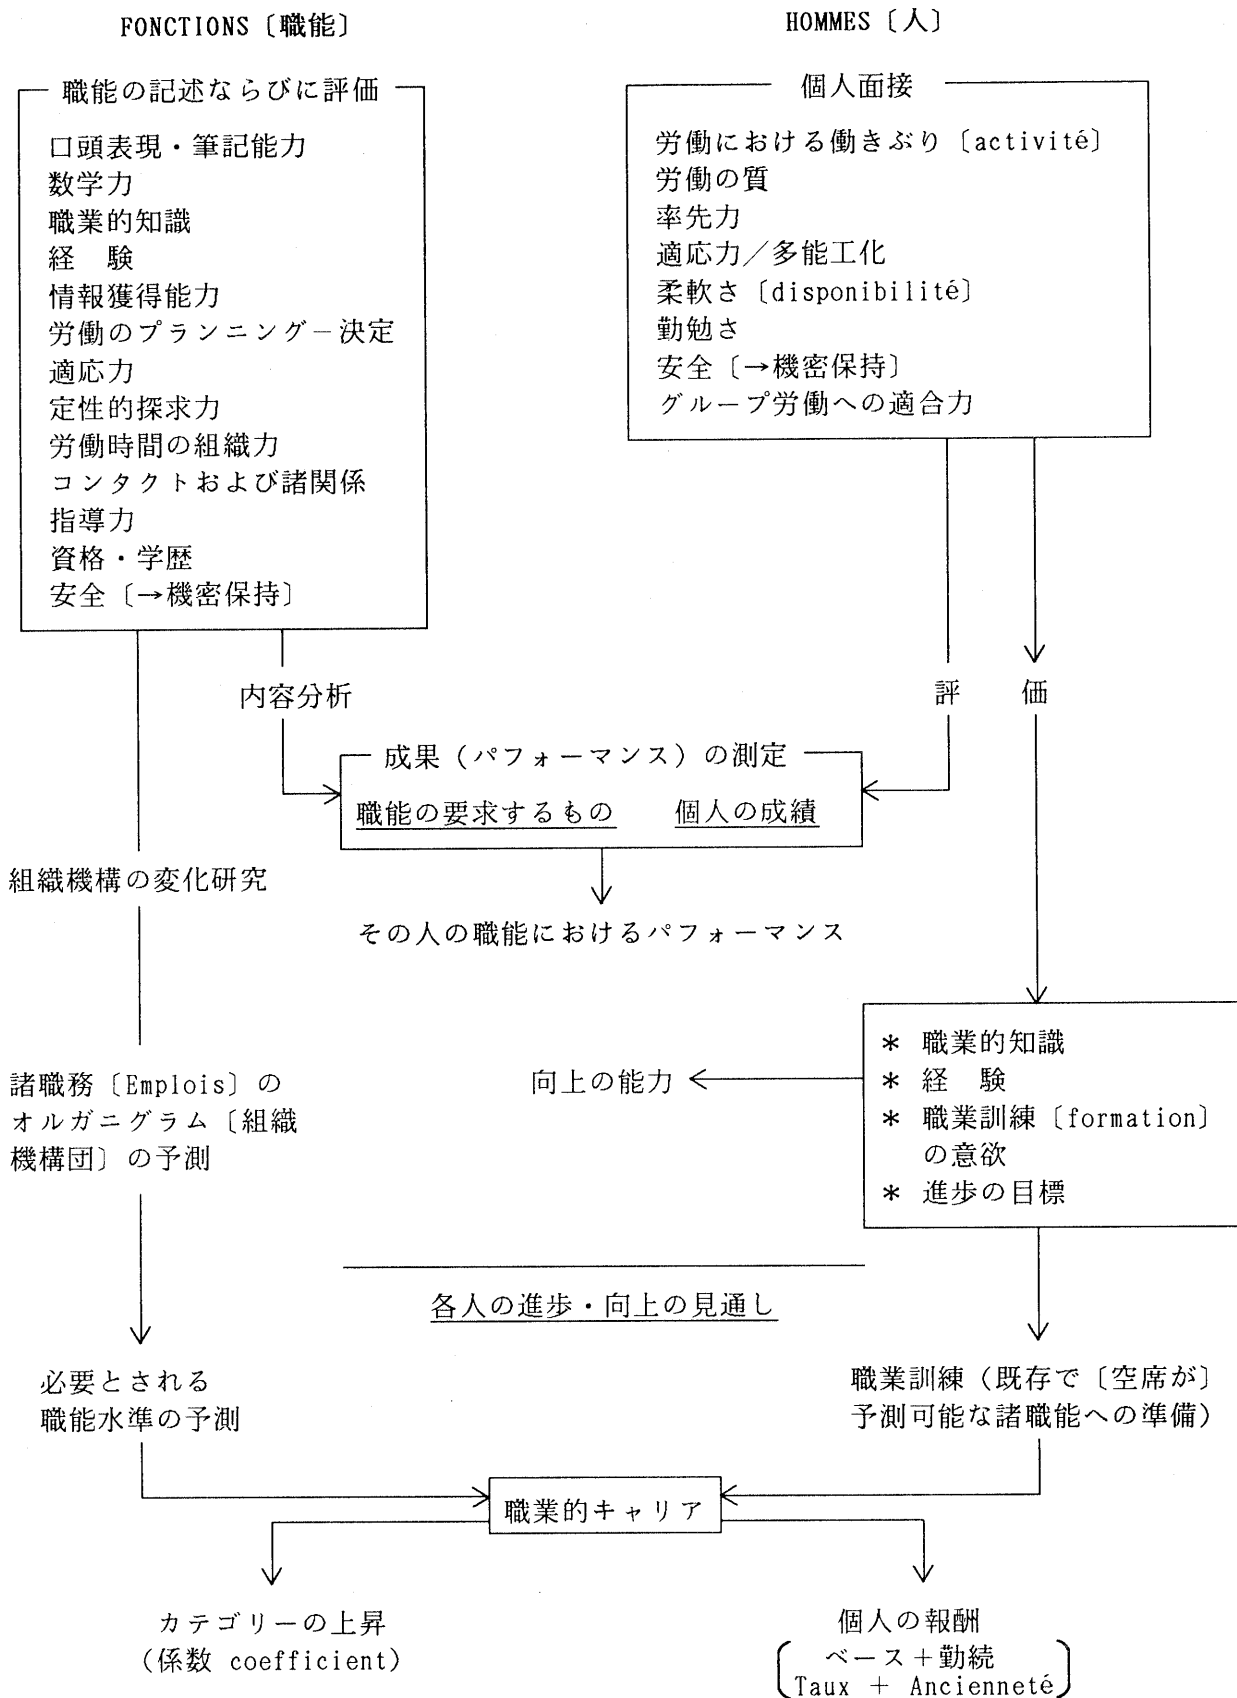 FONCTIONS〔職能〕
職能の記述ならびに評価
口頭表現・筆記能力
数学力
職業的知識
経　験
情報獲得能力
労働のプランニング－決定
適応力
定性的探求力
労働時間の組織力
コンタクトおよび諸関係
指導力
資格・学歴
安全〔→機密保持〕
HOMMES〔人〕
個人面接
労働における働きぶり〔activité〕
労働の質
率先力
適応力／多能工化
柔軟さ〔disponibilité〕
勤勉さ
安全〔→機密保持〕
グループ労働への適合力
内容分析
評　価
成果（パフォーマンス）の測定
職能の要求するもの　個人の成績
組織機構の変化研究
その人の職能におけるパフォーマンス
諸職務〔Emplois〕の
オルガニグラム〔組織
機構団〕の予測
向上の能力
＊ 職業的知識
＊ 経　験
＊ 職業訓練〔formation〕
の意欲
＊ 進歩の目標
各人の進歩・向上の見通し
必要とされる
職能水準の予測
職業訓練（既存で〔空席が〕
予測可能な諸職能への準備）
職業的キャリア
カテゴリーの上昇
（係数 coefficient）
個人の報酬
ベース＋勤続
Taux + Ancienneté